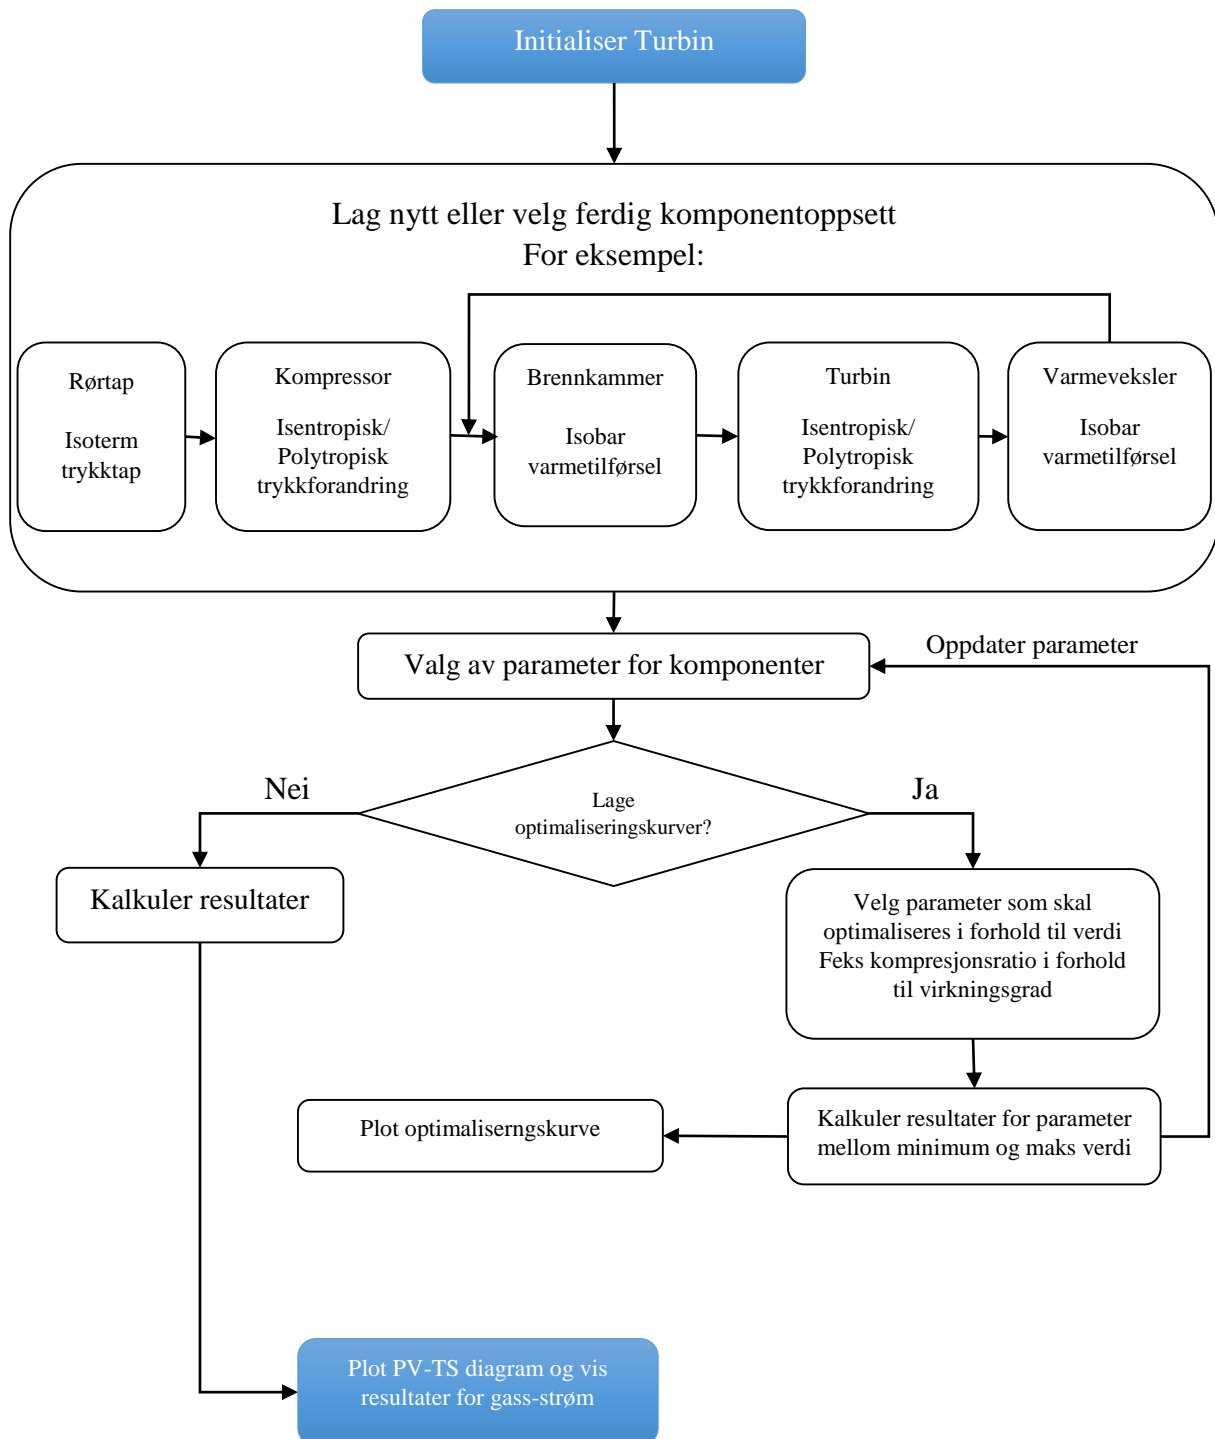 Initialiser Turbin
Lag nytt eller velg ferdig komponentoppsett
For eksempel:
Rørtap
Isoterm
trykktap
Kompressor
Isentropisk/
Polytropisk
trykkforandring
Brennkammer
Isobar
varmetilførsel
Turbin
Isentropisk/
Polytropisk
trykkforandring
Varmeveksler
Isobar
varmetilførsel
Valg av parameter for komponenter
Oppdater parameter
Lage
optimaliseringskurver?
Nei
Ja
Kalkuler resultater
Velg parameter som skal
optimaliseres i forhold til verdi
Feks kompresjonsratio i forhold
til virkningsgrad
Kalkuler resultater for parameter
mellom minimum og maks verdi
Plot optimaliserngskurve
Plot PV-TS diagram og vis
resultater for gass-strøm